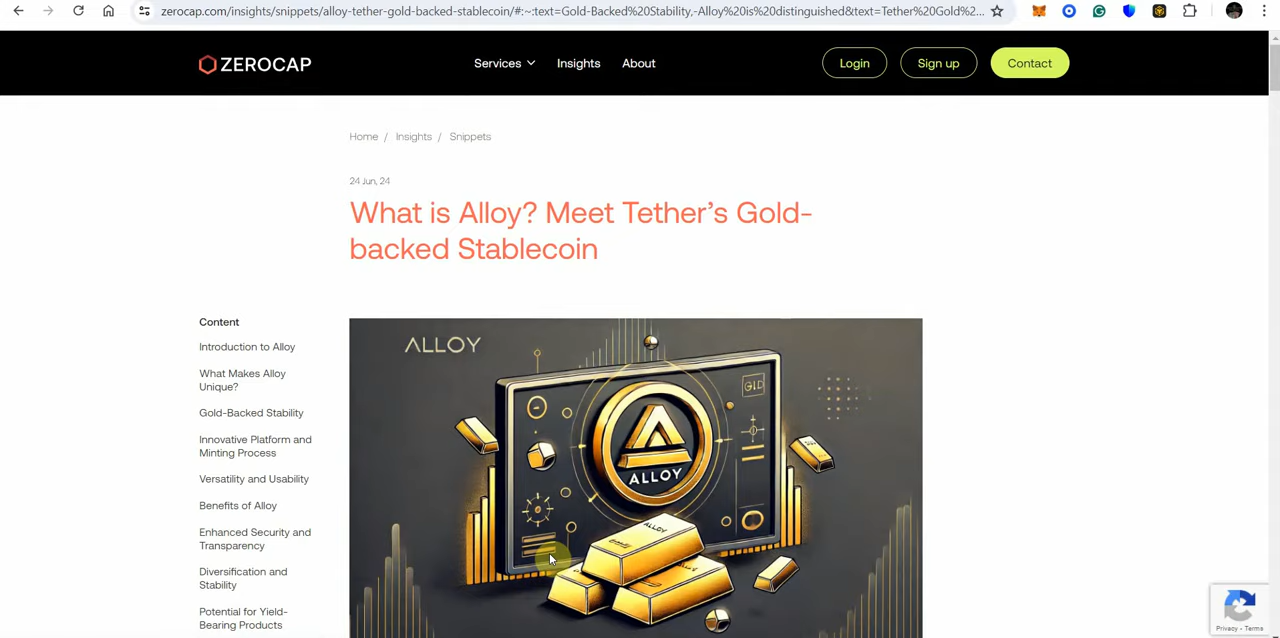 zerocap.com/insights/snippets/alloy-tether-gold-backed-stablecoin/#:~:text=Gold-Backed%20Stability,-Alloy%20is%20distinguished&text=Tether%20Gold%2...
ZEROCAP
Services
Insights
About
Login
Sign up
Contact
Home / Insights / Snippets
24 Jun, 24
What is Alloy? Meet Tether’s Gold-
backed Stablecoin
Content
Introduction to Alloy
What Makes Alloy
Unique?
Gold-Backed Stability
Innovative Platform and
Minting Process
Versatility and Usability
Benefits of Alloy
Enhanced Security and
Transparency
Diversification and
Stability
Potential for Yield-
Bearing Products
ALLOY
GLD
ALLOY
ALLOY
Privacy - Terms